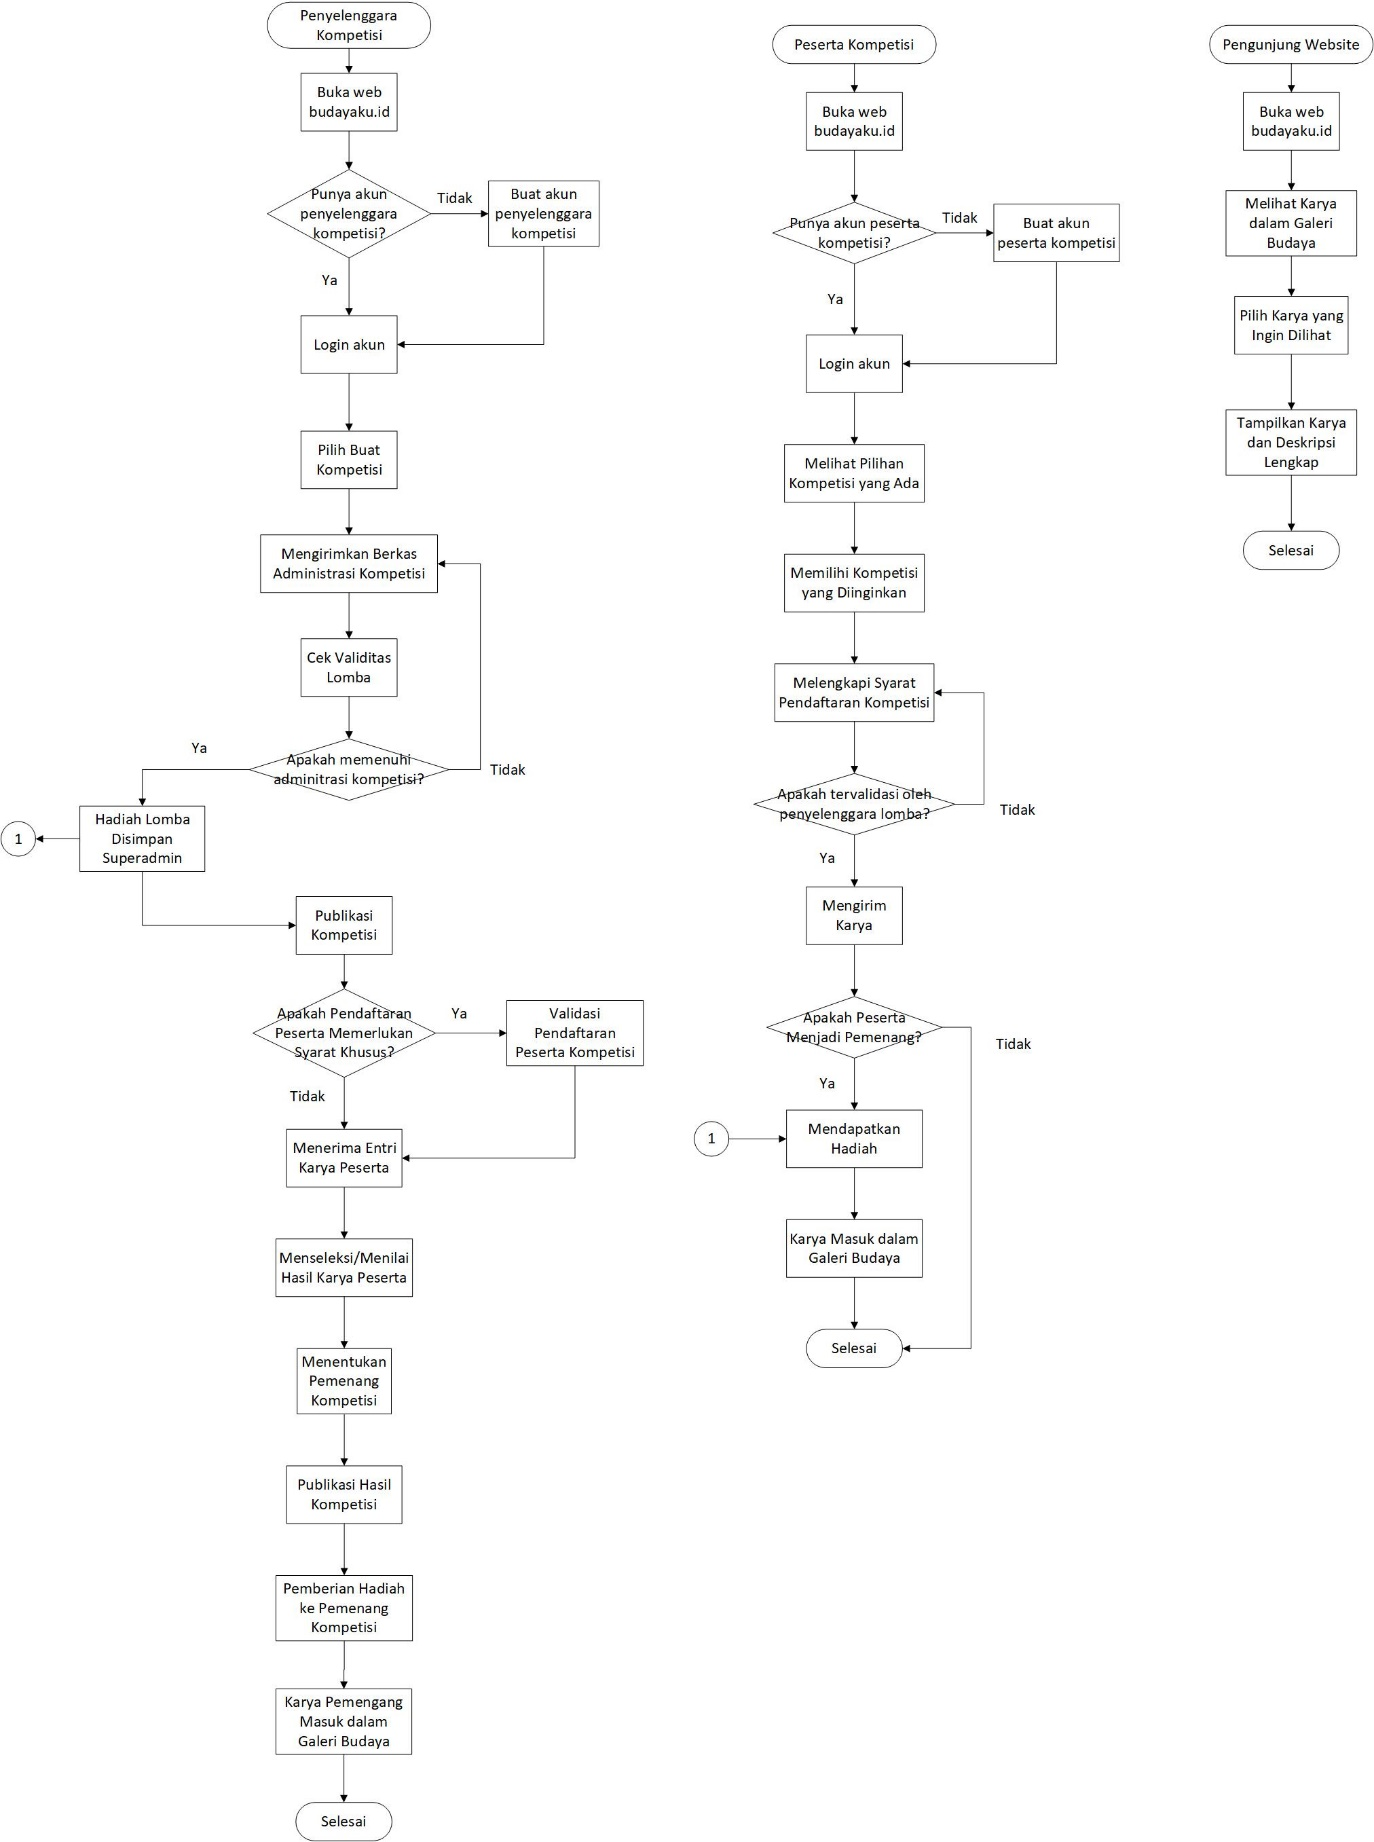 Penyelenggara
Kompetisi
Buka web
budayaku.id
Punya akun
penyelenggara
kompetisi?
Tidak
Buat akun
penyelenggara
kompetisi
Ya
Login akun
Pilih Buat
Kompetisi
Mengirimkan Berkas
Administrasi Kompetisi
Cek Validitas
Lomba
Apakah memenuhi
adminitrasi kompetisi?
Ya
Tidak
Hadiah Lomba
Disimpan
Superadmin
1
Publikasi
Kompetisi
Apakah Pendaftaran
Peserta Memerlukan
Syarat Khusus?
Ya
Validasi
Pendaftaran
Peserta Kompetisi
Tidak
Menerima Entri
Karya Peserta
Menseleksi/Menilai
Hasil Karya Peserta
Menentukan
Pemenang
Kompetisi
Publikasi Hasil
Kompetisi
Pemberian Hadiah
ke Pemenang
Kompetisi
Karya Pemengang
Masuk dalam
Galeri Budaya
Selesai
Peserta Kompetisi
Buka web
budayaku.id
Punya akun peserta
kompetisi?
Tidak
Buat akun
peserta kompetisi
Ya
Login akun
Melihat Pilihan
Kompetisi yang Ada
Memilihi Kompetisi
yang Diinginkan
Melengkapi Syarat
Pendaftaran Kompetisi
Apakah tervalidasi oleh
penyelenggara lomba?
Tidak
Ya
Mengirim
Karya
Apakah Peserta
Menjadi Pemenang?
Tidak
Ya
1
Mendapatkan
Hadiah
Karya Masuk dalam
Galeri Budaya
Selesai
Pengunjung Website
Buka web
budayaku.id
Melihat Karya
dalam Galeri
Budaya
Pilih Karya yang
Ingin Dilihat
Tampilkan Karya
dan Deskripsi
Lengkap
Selesai